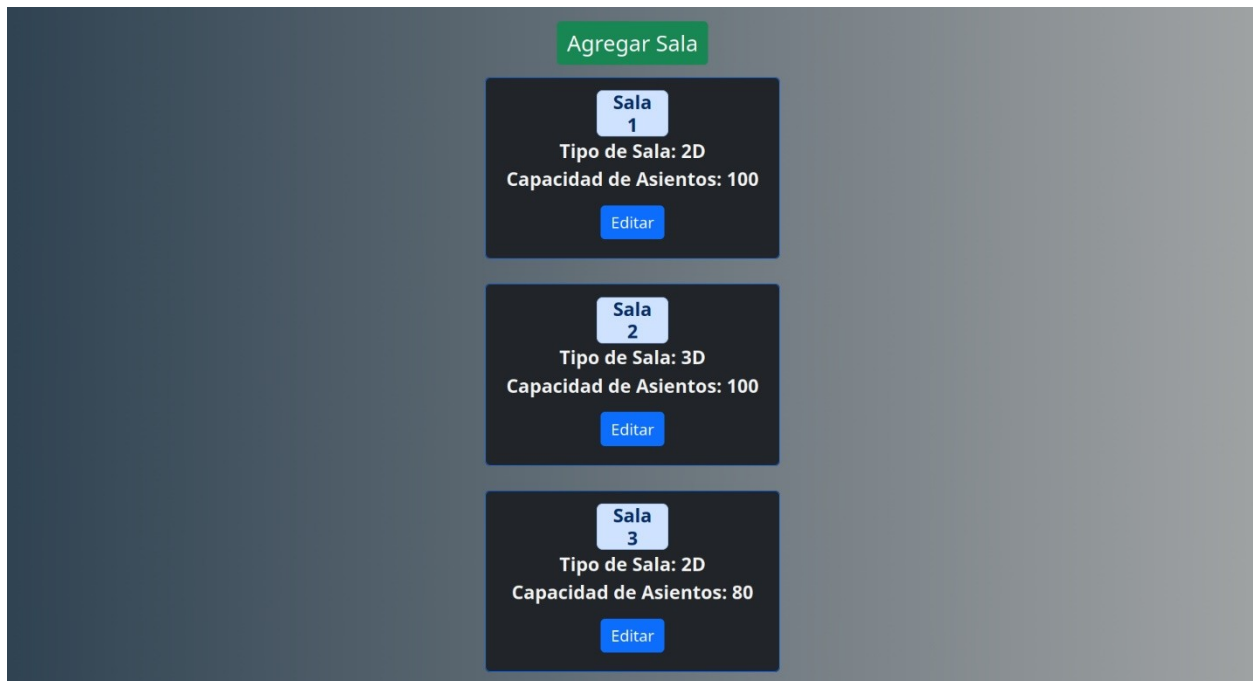 Agregar Sala
Sala
1
Tipo de Sala: 2D
Capacidad de Asientos: 100
Editar
Sala
2
Tipo de Sala: 3D
Capacidad de Asientos: 100
Editar
Sala
3
Tipo de Sala: 2D
Capacidad de Asientos: 80
Editar